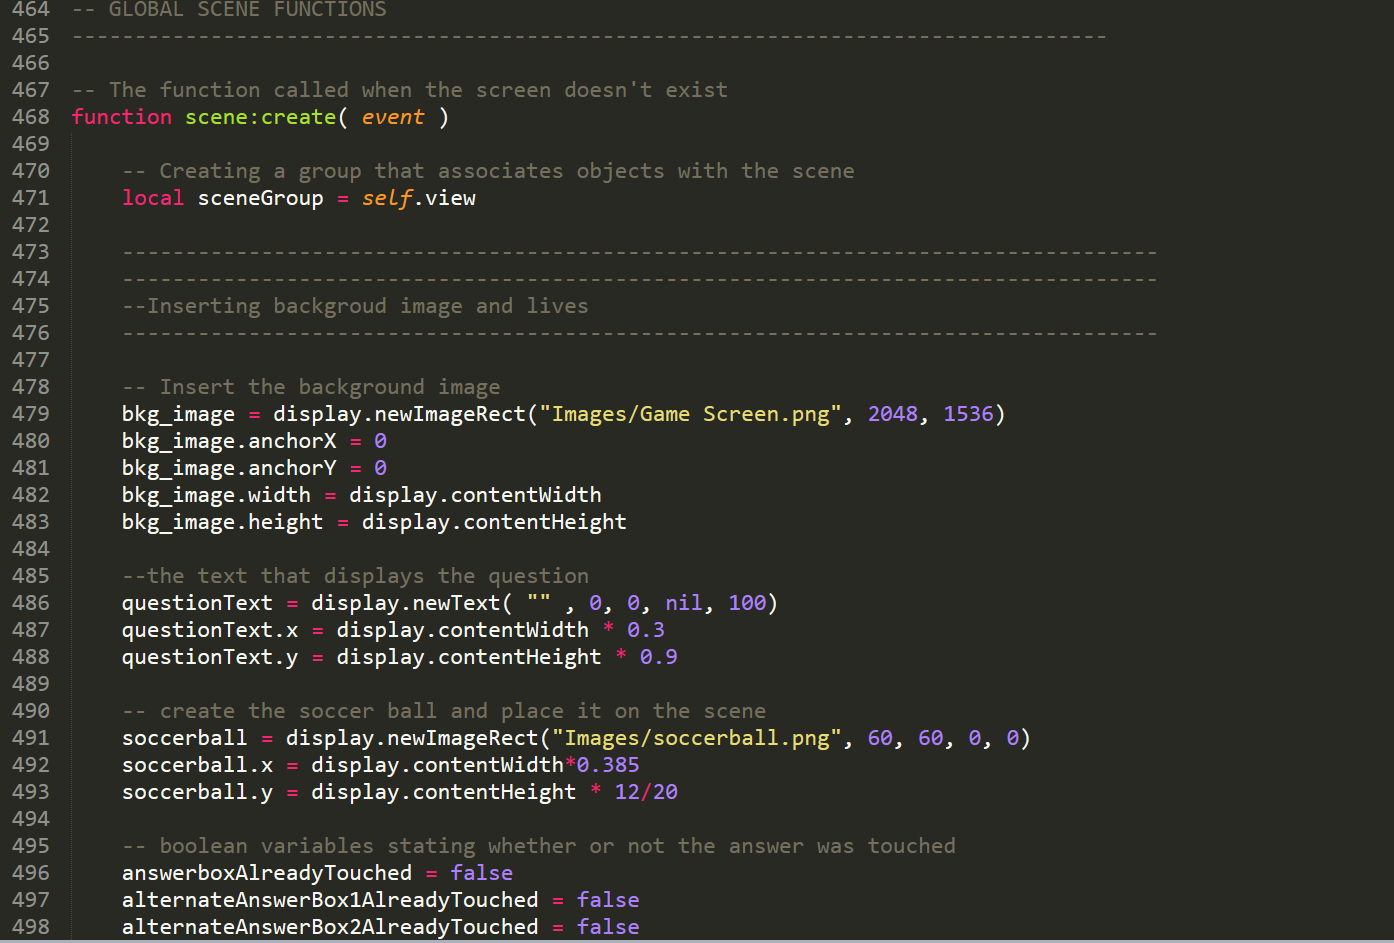 464 -- GLOBAL SCENE FUNCTIONS
465 ----------------------------------------------------------------------------------
466
467 -- The function called when the screen doesn't exist
468 function scene:create( event )
469
470     -- Creating a group that associates objects with the scene
471     local sceneGroup = self.view
472
473     ----------------------------------------------------------------------------------
474     ----------------------------------------------------------------------------------
475     --Inserting backgroud image and lives
476     ----------------------------------------------------------------------------------
477
478     -- Insert the background image
479     bkg_image = display.newImageRect("Images/Game Screen.png", 2048, 1536)
480     bkg_image.anchorX = 0
481     bkg_image.anchorY = 0
482     bkg_image.width = display.contentWidth
483     bkg_image.height = display.contentHeight
484
485     --the text that displays the question
486     questionText = display.newText( "" , 0, 0, nil, 100)
487     questionText.x = display.contentWidth * 0.3
488     questionText.y = display.contentHeight * 0.9
489
490     -- create the soccer ball and place it on the scene
491     soccerball = display.newImageRect("Images/soccerball.png", 60, 60, 0, 0)
492     soccerball.x = display.contentWidth*0.385
493     soccerball.y = display.contentHeight * 12/20
494
495     -- boolean variables stating whether or not the answer was touched
496     answerboxAlreadyTouched = false
497     alternateAnswerBox1AlreadyTouched = false
498     alternateAnswerBox2AlreadyTouched = false